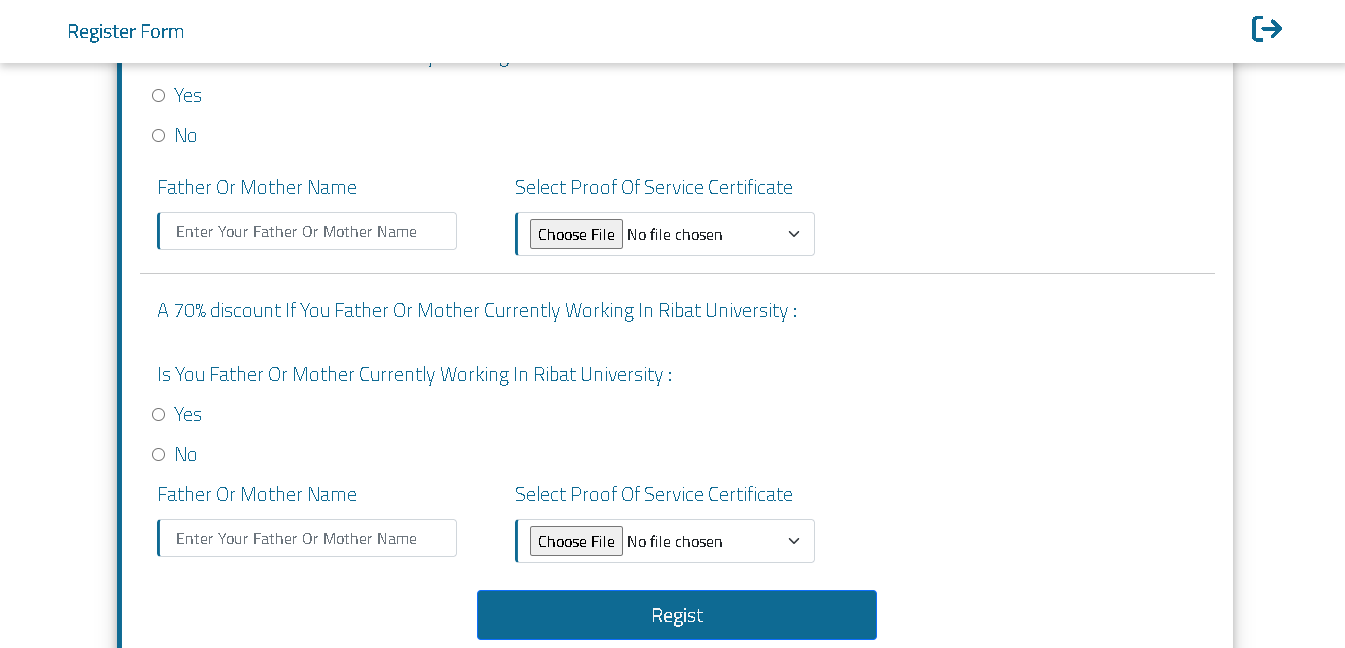 Register Form
Yes
No
Father Or Mother Name
Select Proof Of Service Certificate
Enter Your Father Or Mother Name
Choose File No file chosen
A 70% discount If You Father Or Mother Currently Working In Ribat University :
Is You Father Or Mother Currently Working In Ribat University :
Yes
No
Father Or Mother Name
Select Proof Of Service Certificate
Enter Your Father Or Mother Name
Choose File No file chosen
Regist